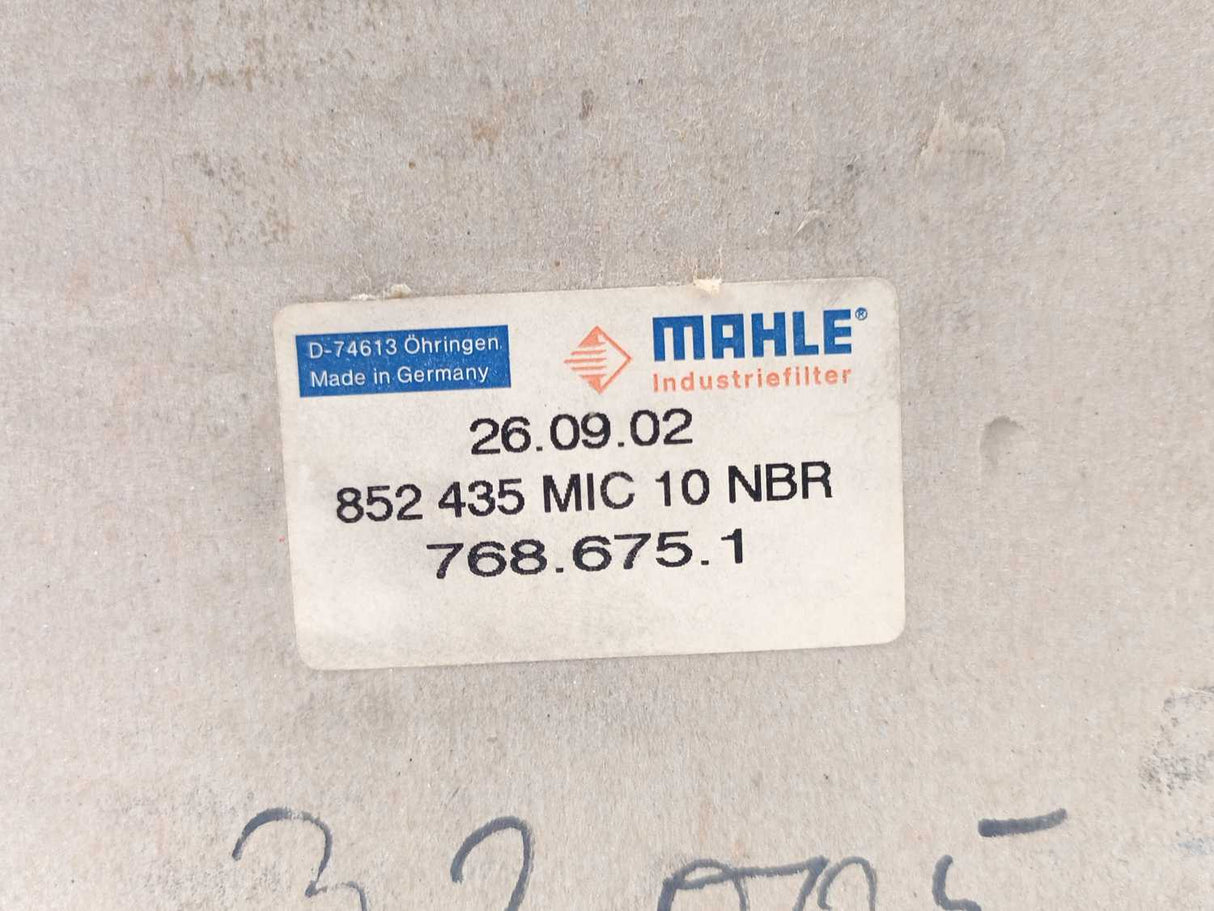 D-74613 Öhringen
Made in Germany
MAHLE®
Industriefilter
26.09.02
852 435 MIC 10 NBR
768.675.1